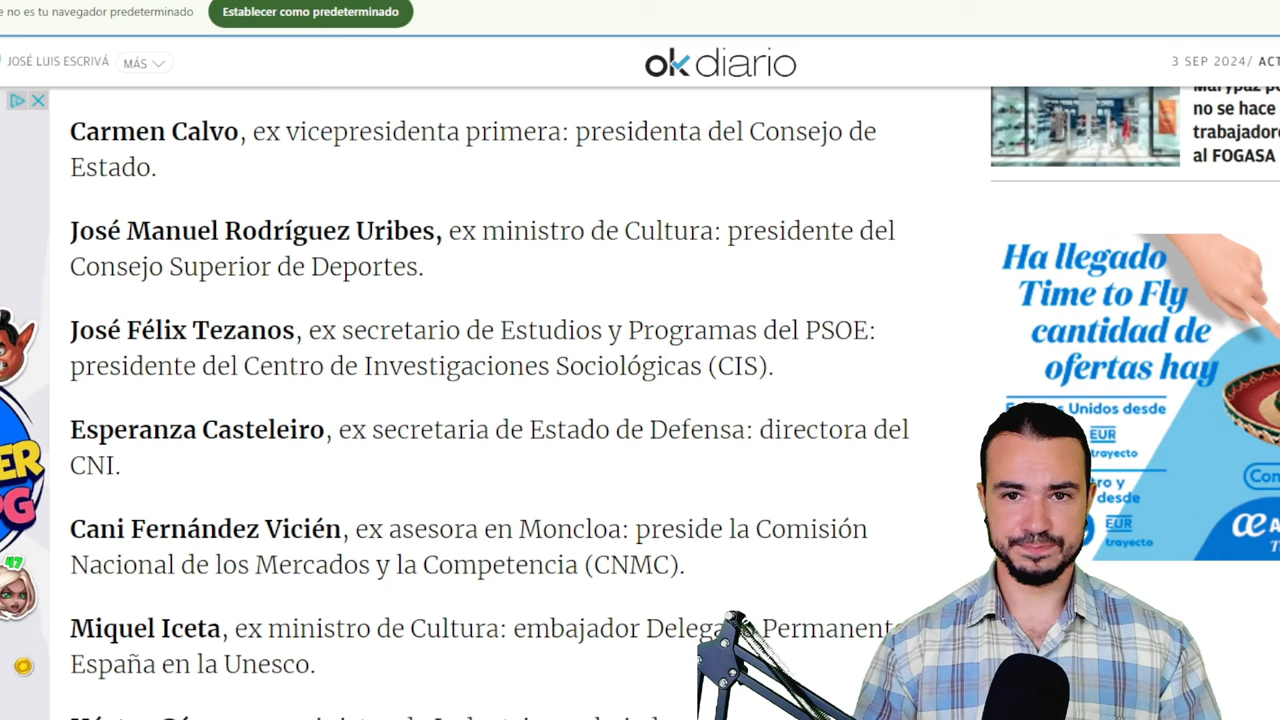 no es tu navegador predeterminado
Establecer como predeterminado
JOSÉ LUIS ESCRIVÁ
MÁS
okdiario
3 SEP 2024/
Carmen Calvo, ex vicepresidenta primera: presidenta del Consejo de
Estado.
José Manuel Rodríguez Uribes, ex ministro de Cultura: presidente del
Consejo Superior de Deportes.
José Félix Tezanos, ex secretario de Estudios y Programas del PSOE:
presidente del Centro de Investigaciones Sociológicas (CIS).
Esperanza Casteleiro, ex secretaria de Estado de Defensa: directora del
CNI.
Cani Fernández Vicién, ex asesora en Moncloa: preside la Comisión
Nacional de los Mercados y la Competencia (CNMC).
Miquel Iceta, ex ministro de Cultura: embajador
España en la Unesco.
no se hace
al FOGASA
Ha llegado
Time to Fly
cantidad de
ofertas hay
Unidos desde
EUR
trayecto
y
desde
EUR
trayecto
47